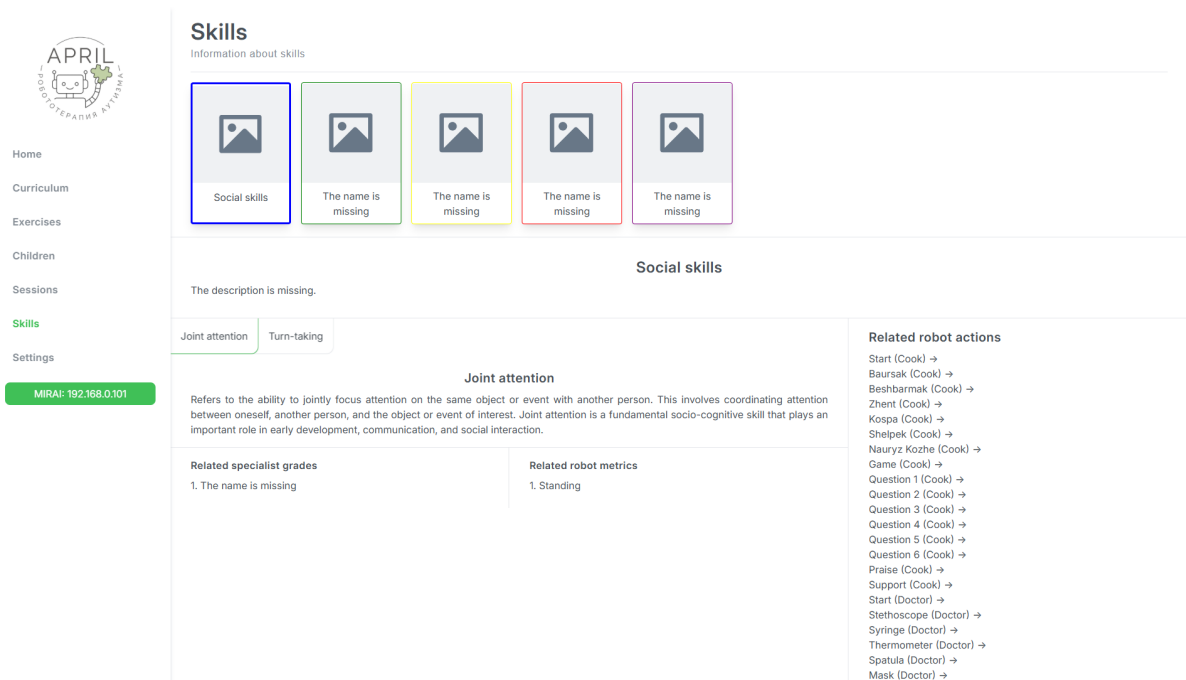 APRIL
РОБОТОТЕРАПИЯ АУТИЗМА
Home
Curriculum
Exercises
Children
Sessions
Skills
Settings
MIRAI: 192.168.0.101
Skills
Information about skills
Social skills
The name is
missing
The name is
missing
The name is
missing
The name is
missing
Social skills
The description is missing.
Joint attention
Turn-taking
Joint attention
Refers to the ability to jointly focus attention on the same object or event with another person. This involves coordinating attention
between oneself, another person, and the object or event of interest. Joint attention is a fundamental socio-cognitive skill that plays an
important role in early development, communication, and social interaction.
Related specialist grades
1. The name is missing
Related robot metrics
1. Standing
Related robot actions
Start (Cook) →
Baursak (Cook) →
Beshbarmak (Cook) →
Zhent (Cook) →
Kospa (Cook) →
Shelpek (Cook) →
Nauryz Kozhe (Cook) →
Game (Cook) →
Question 1 (Cook) →
Question 2 (Cook) →
Question 3 (Cook) →
Question 4 (Cook) →
Question 5 (Cook) →
Question 6 (Cook) →
Praise (Cook) →
Support (Cook) →
Start (Doctor) →
Stethoscope (Doctor) →
Syringe (Doctor) →
Thermometer (Doctor) →
Spatula (Doctor) →
Mask (Doctor) →